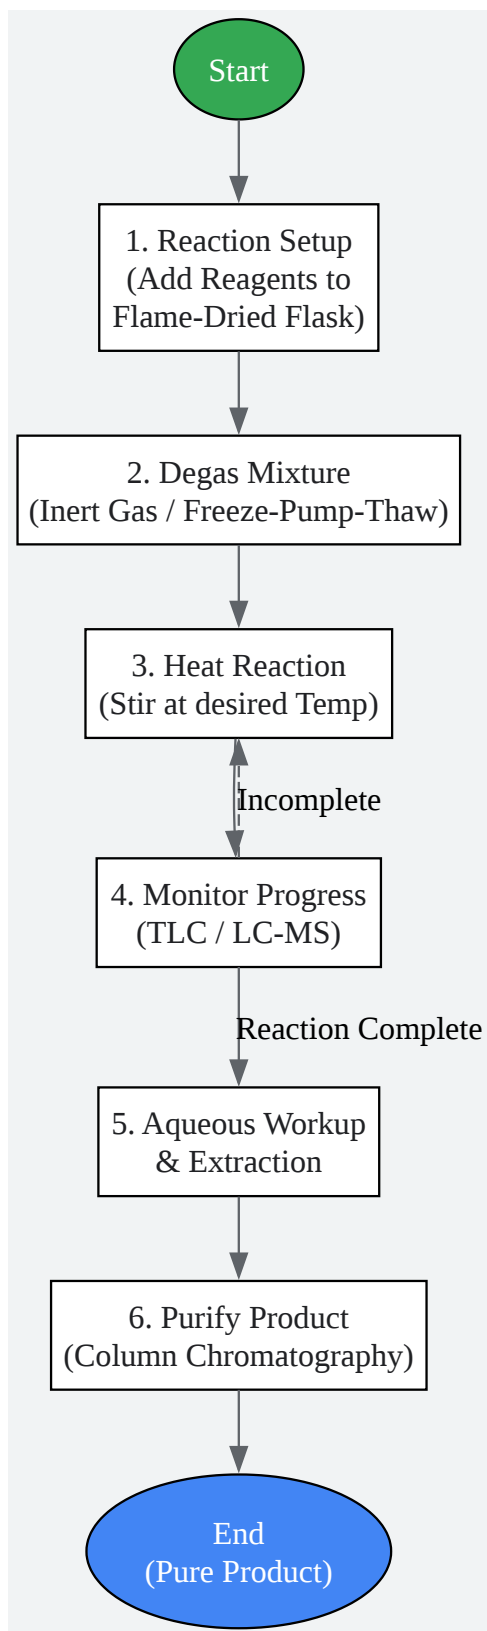 Start
1. Reaction Setup
(Add Reagents to
Flame-Dried Flask)
2. Degas Mixture
(Inert Gas / Freeze-Pump-Thaw)
3. Heat Reaction
(Stir at desired Temp)
Incomplete
4. Monitor Progress
(TLC / LC-MS)
Reaction Complete
5. Aqueous Workup
& Extraction
6. Purify Product
(Column Chromatography)
End
(Pure Product)